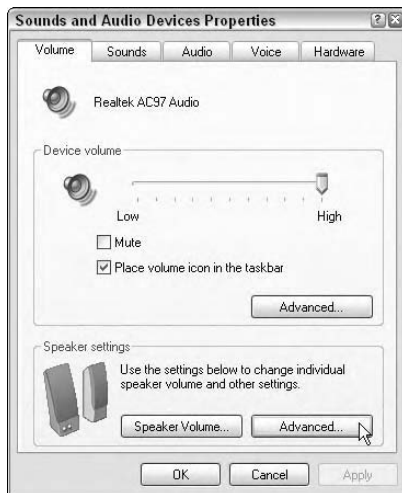 Sounds and Audio Devices Properties
Volume Sounds Audio Voice Hardware
Realtek AC97 Audio
Device volume
Low High
Mute
Place volume icon in the taskbar
Advanced...
Speaker settings
Use the settings below to change individual
speaker volume and other settings.
Speaker Volume... Advanced...
OK Cancel Apply